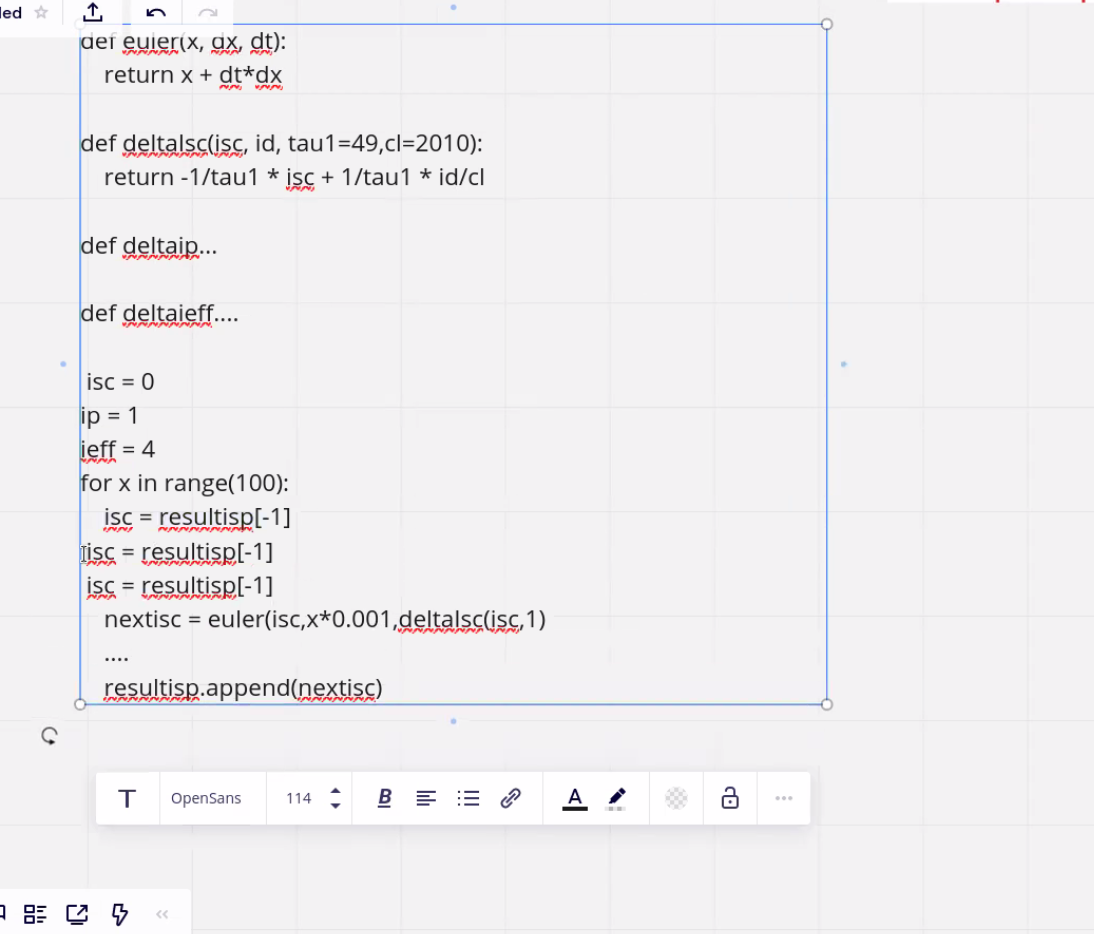 led
def euler(x, dx, dt):
return x + dt*dx
def deltaIsc(isc, id, tau1=49,cl=2010):
return -1/tau1 * isc + 1/tau1 * id/cl
def deltaip...
def deltaieff....
isc = 0
ip = 1
ieff = 4
for x in range(100):
isc = resultisp[-1]
isc = resultisp[-1]
isc = resultisp[-1]
nextisc = euler(isc,x*0.001,deltaIsc(isc,1)
....
resultisp.append(nextisc)
T OpenSans 114 B A